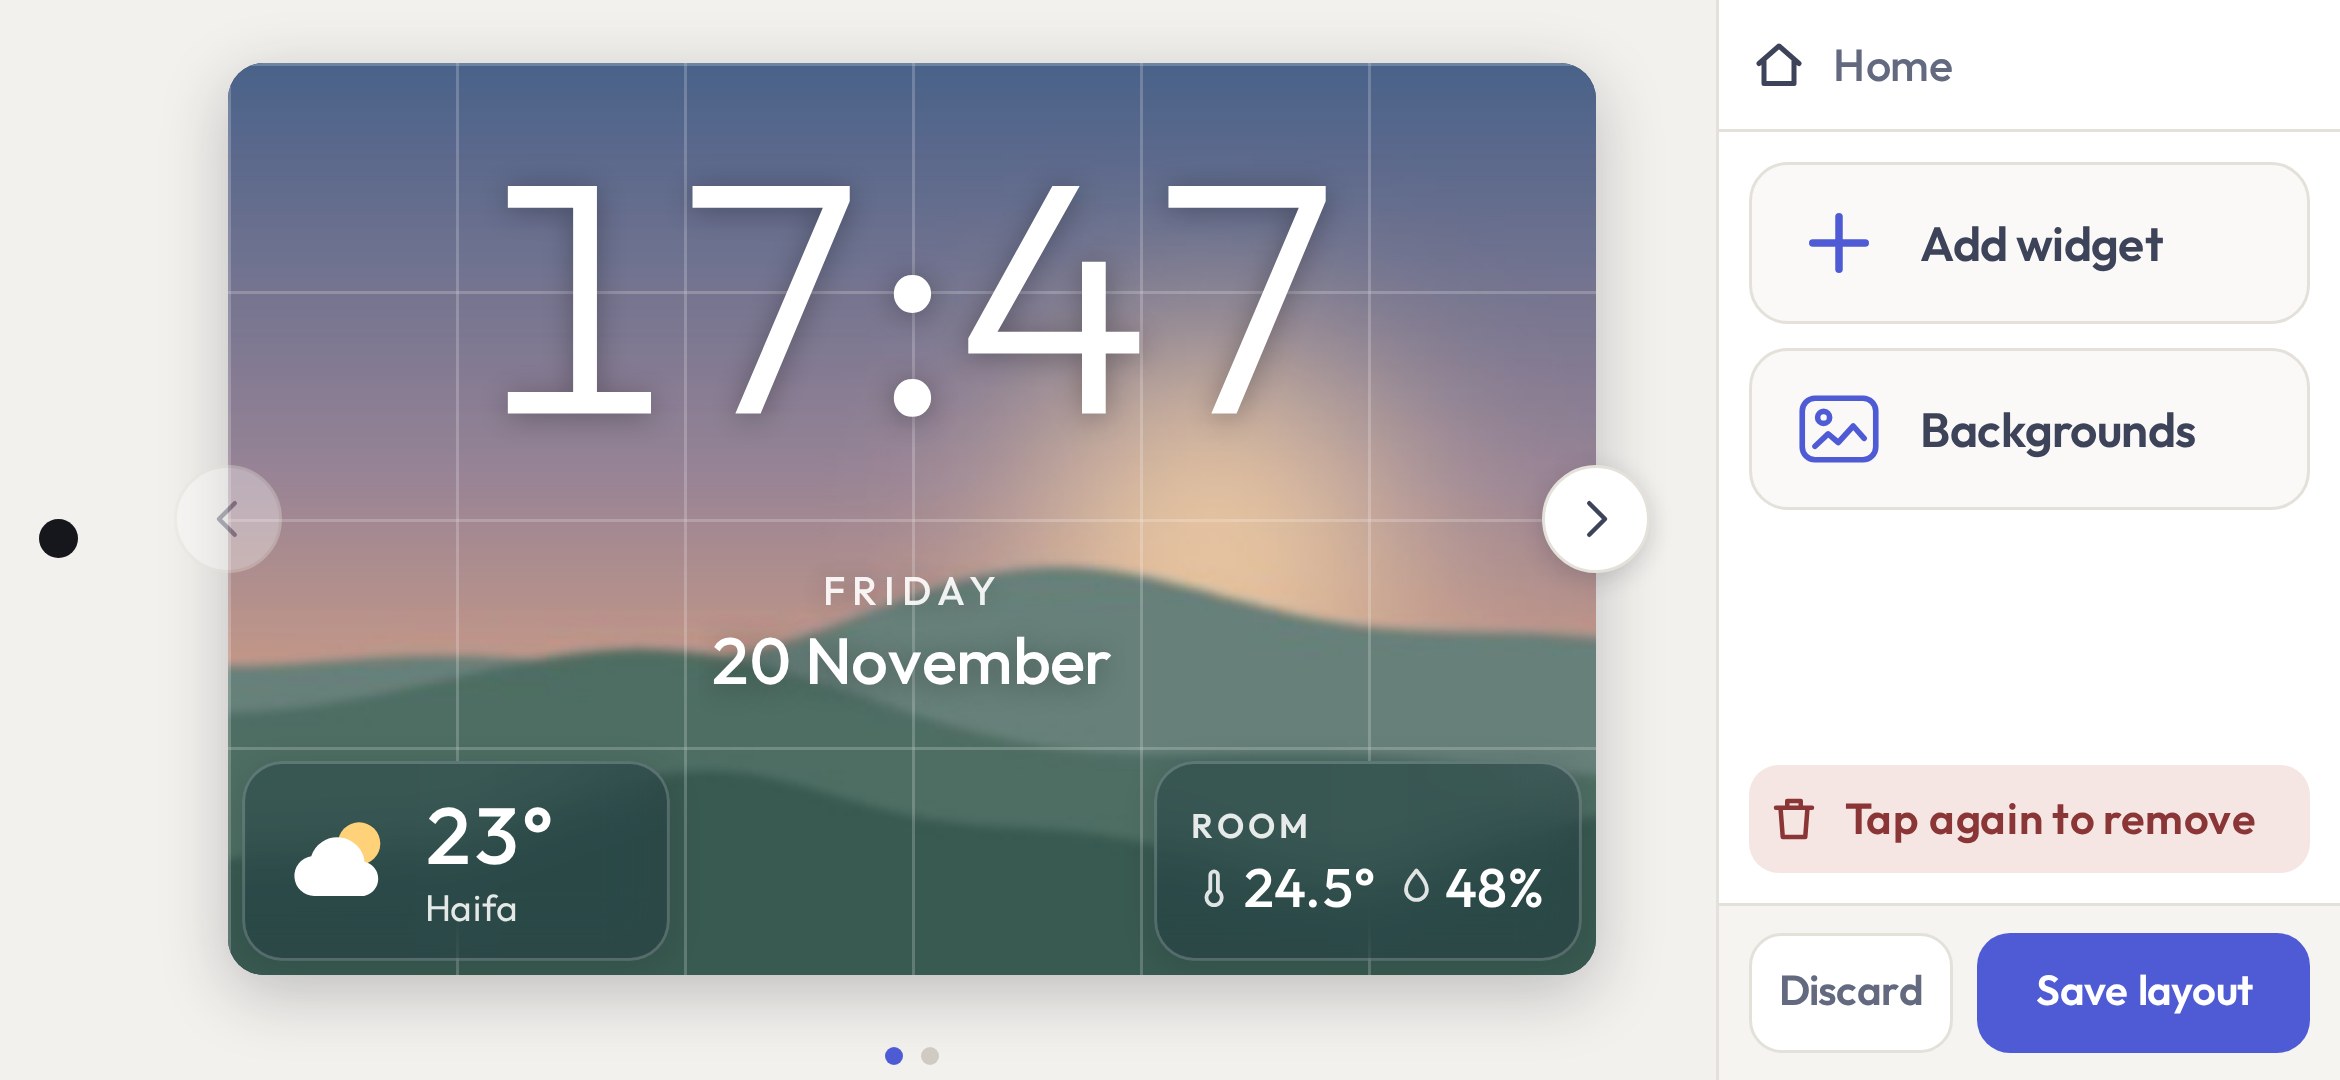 17:47
FRIDAY
20 November
23°
Haifa
ROOM
24.5° 48%
Home
Add widget
Backgrounds
Tap again to remove
Discard
Save layout